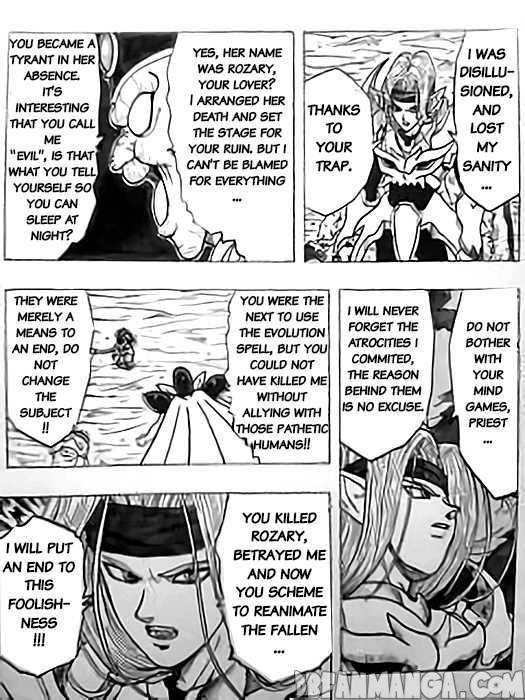 I WAS
DISILLU-
SIONED,
AND
LOST
MY
SANITY
...
THANKS
TO
YOUR
TRAP.
YES, HER NAME
WAS ROZARY,
YOUR LOVER?
I ARRANGED HER
DEATH AND SET
THE STAGE FOR
YOUR RUIN. BUT I
CAN'T BE BLAMED
FOR EVERYTHING
...
YOU BECAME A
TYRANT IN HER
ABSENCE.
IT'S
INTERESTING
THAT YOU CALL
ME
"EVIL", IS THAT
WHAT YOU TELL
YOURSELF SO
YOU CAN
SLEEP AT
NIGHT?
DO NOT
BOTHER
WITH
YOUR
MIND
GAMES,
PRIEST
...
I WILL NEVER
FORGET THE
ATROCITIES I
COMMITED,
THE REASON
BEHIND THEM
IS NO EXCUSE.
YOU WERE THE
NEXT TO USE
THE EVOLUTION
SPELL, BUT YOU
COULD NOT
HAVE KILLED ME
WITHOUT
ALLYING WITH
THOSE PATHETIC
HUMANS!!
THEY WERE
MERELY A
MEANS TO
AN END, DO
NOT
CHANGE
THE
SUBJECT
!!
YOU KILLED
ROZARY,
BETRAYED ME
AND NOW
YOU SCHEME
TO
REANIMATE
THE FALLEN
...
I WILL PUT
AN END TO
THIS
FOOLISH-
NESS
!!!
DBPANMANGA.COM